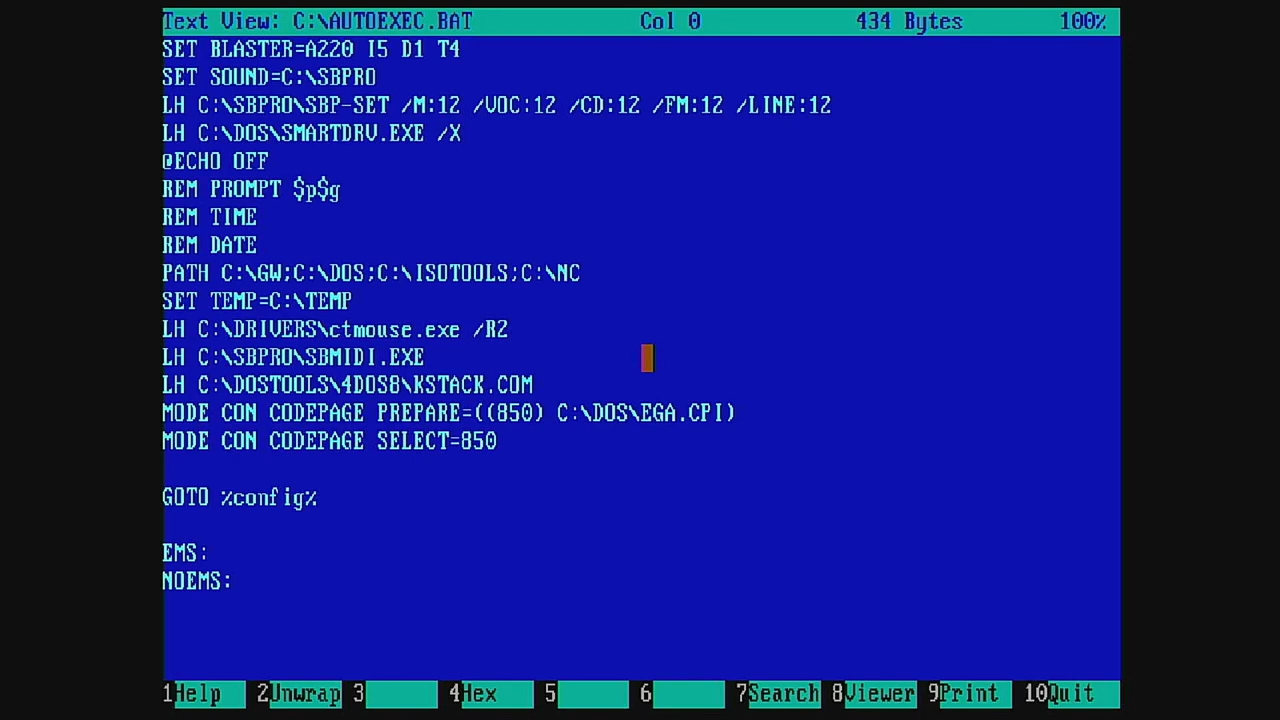 Text View: C:\AUTOEXEC.BAT Col 0 434 Bytes 100%
SET BLASTER=A220 I5 D1 T4
SET SOUND=C:\SBPRO
LH C:\SBPRO\SBP-SET /M:12 /VOC:12 /CD:12 /FM:12 /LINE:12
LH C:\DOS\SMARTDRV.EXE /X
@ECHO OFF
REM PROMPT $p$g
REM TIME
REM DATE
PATH C:\GW;C:\DOS;C:\ISOTOOLS;C:\NC
SET TEMP=C:\TEMP
LH C:\DRIVERS\ctmouse.exe /R2
LH C:\SBPRO\SBMIDI.EXE
LH C:\DOSTOOLS\4DOS8\KSTACK.COM
MODE CON CODEPAGE PREPARE=((850) C:\DOS\EGA.CPI)
MODE CON CODEPAGE SELECT=850
GOTO %config%
EMS:
NOEMS:
1Help 2Unwrap 3 4Hex 5 6 7Search 8Viewer 9Print 10Quit